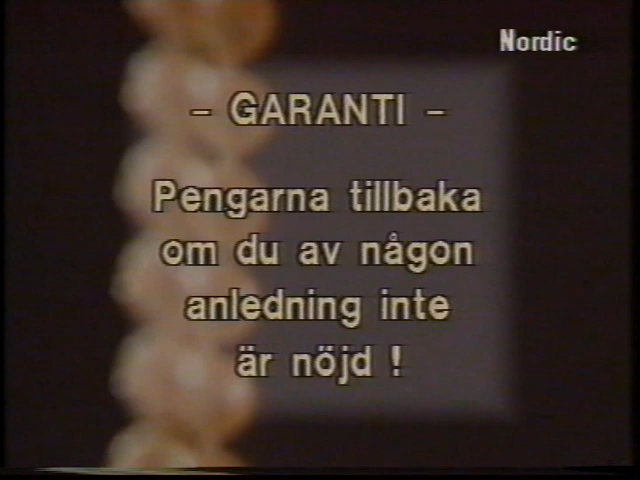 Nordic
- GARANTI -
Pengarna tillbaka
om du av någon
anledning inte
är nöjd !